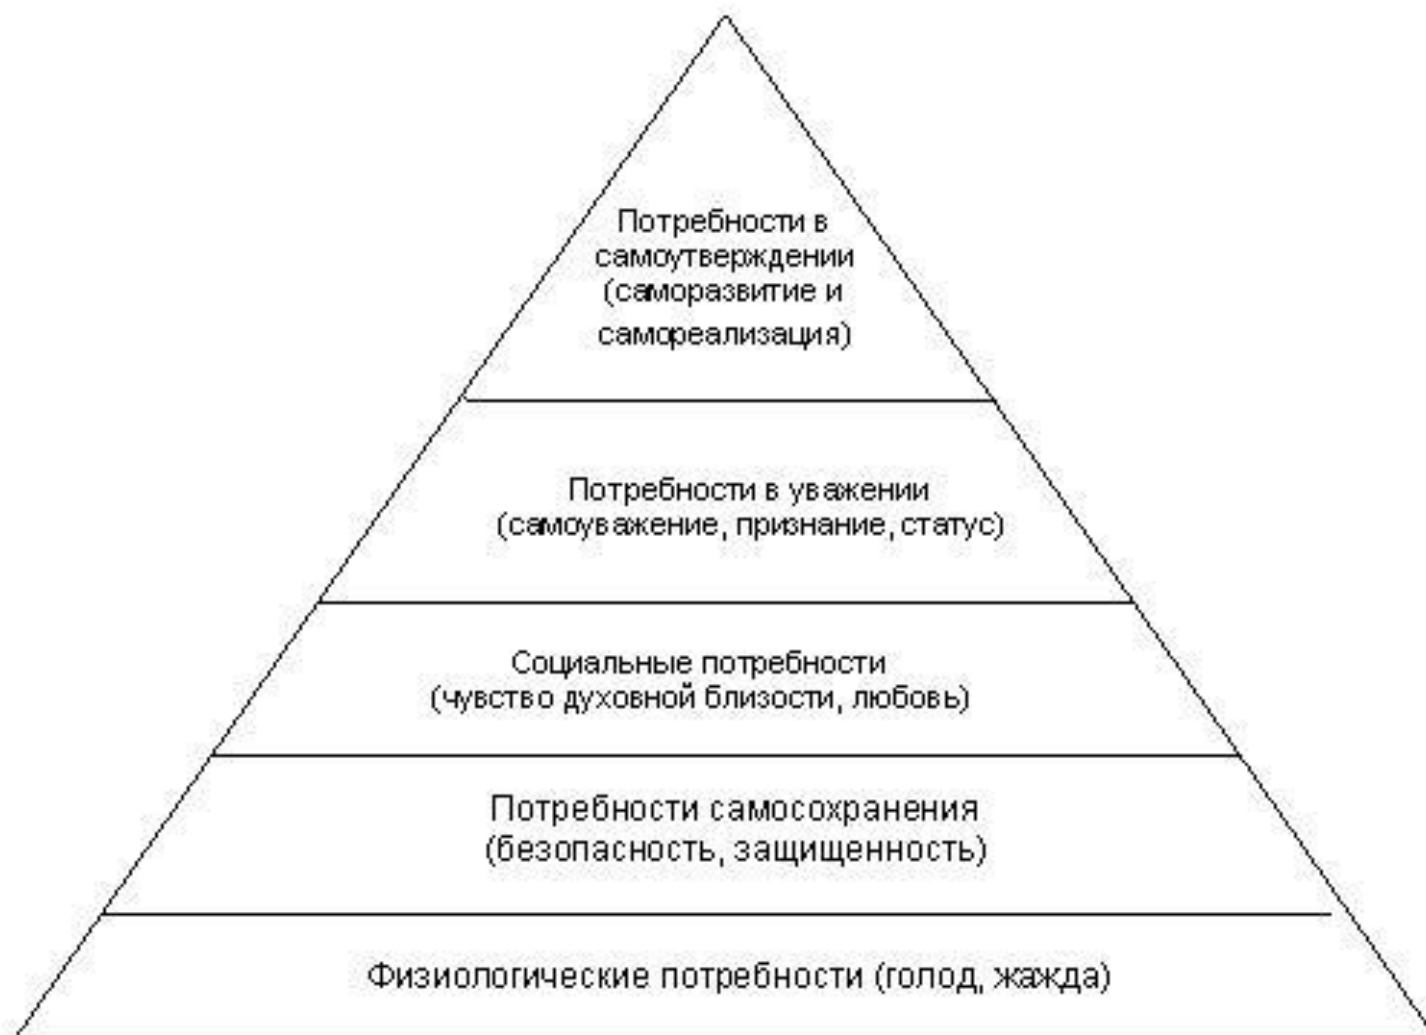 Потребности в
самоутверждении
(саморазвитие и
самореализация)
Потребности в уважении
(самоуважение, признание, статус)
Социальные потребности
(чувство духовной близости, любовь)
Потребности самосохранения
(безопасность, защищенность)
Физиологические потребности (голод, жажда)